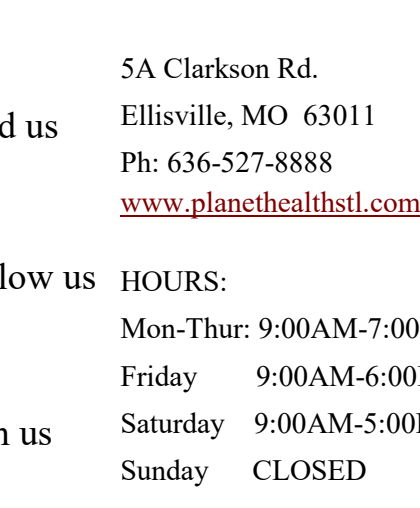 5A Clarkson Rd.
Ellisville, MO 63011
d us
Ph: 636-527-8888
www.planethealthstl.com
low us
HOURS:
Mon-Thur: 9:00AM-7:00
Friday 9:00AM-6:00
Saturday 9:00AM-5:00
us
Sunday CLOSED